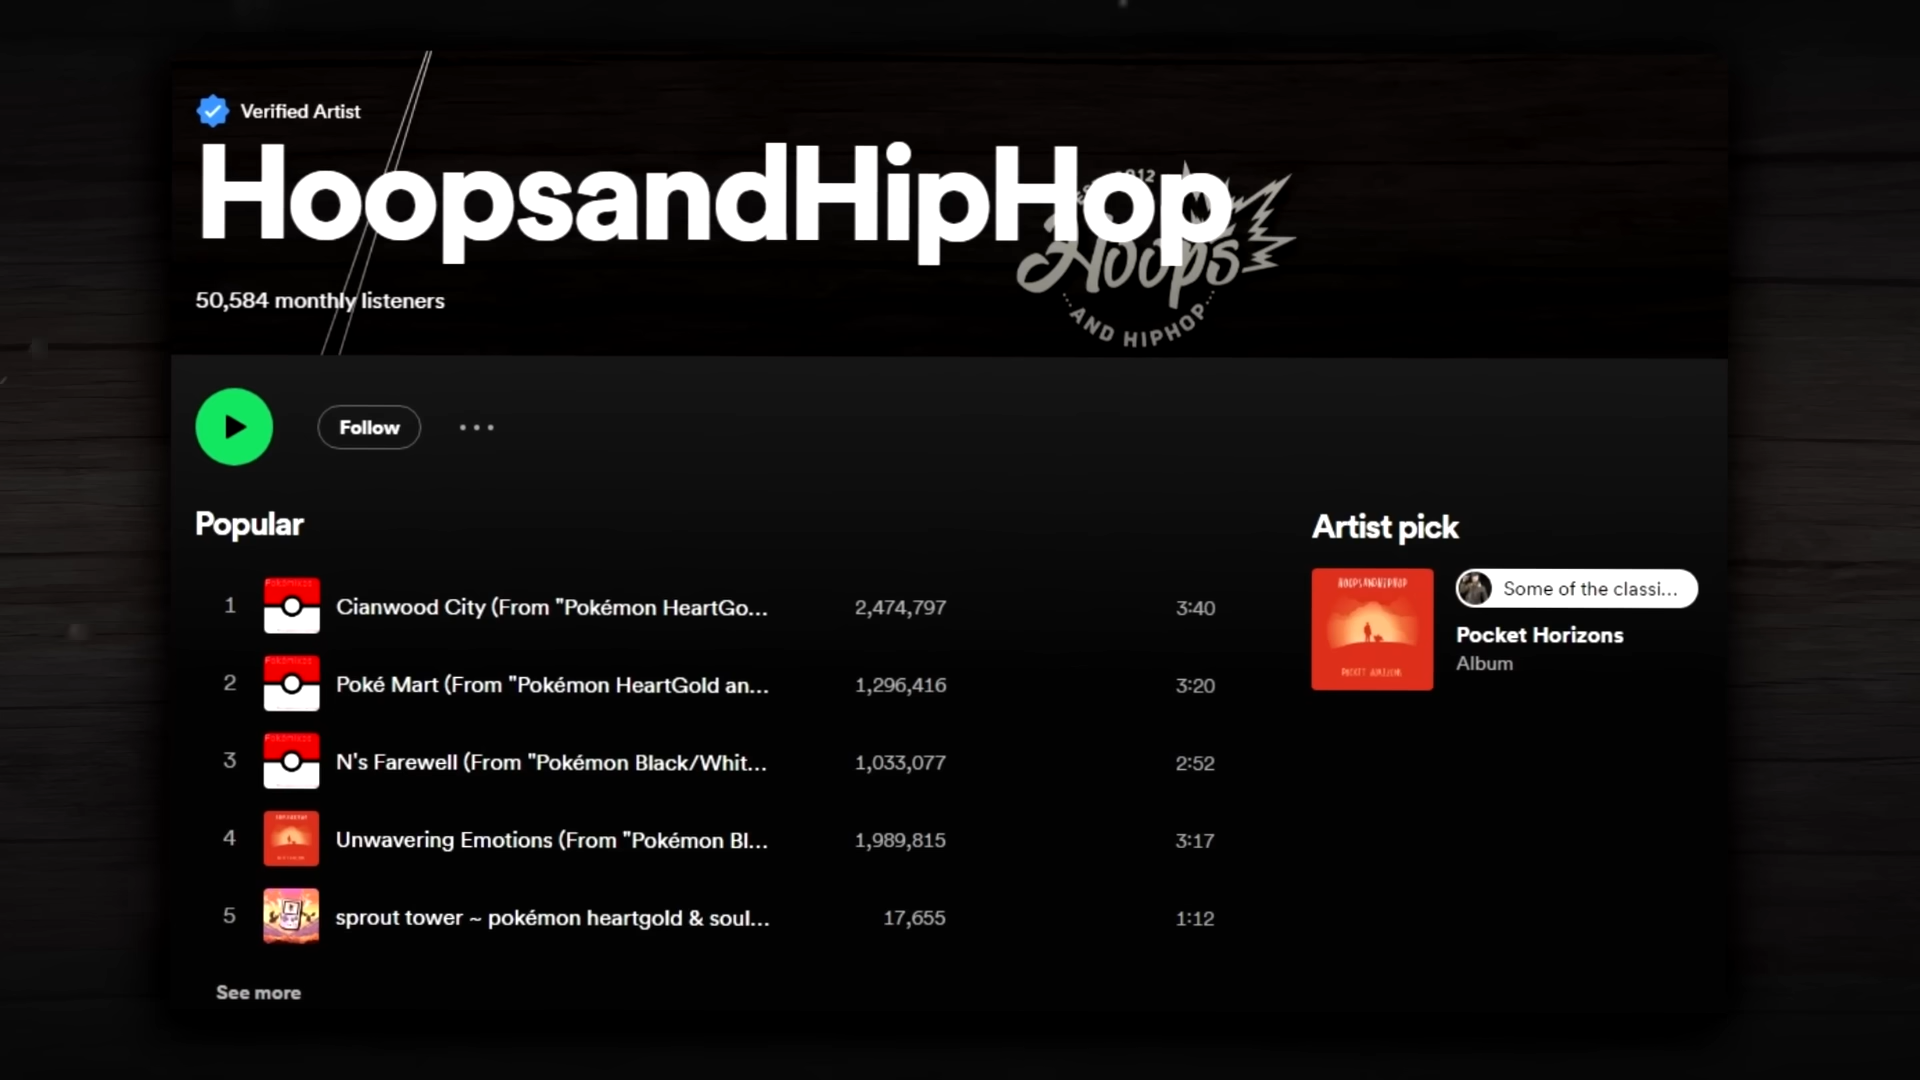 Verified Artist
HoopsandHipHop
Hoops
AND HIPHOP
50,584 monthly listeners
Follow
Popular
1 Cianwood City (From "Pokémon HeartGo... 2,474,797 3:40
2 Poké Mart (From "Pokémon HeartGold an... 1,296,416 3:20
3 N's Farewell (From "Pokémon Black/Whit... 1,033,077 2:52
4 Unwavering Emotions (From "Pokémon Bl... 1,989,815 3:17
5 sprout tower ~ pokémon heartgold & soul... 17,655 1:12
See more
Artist pick
HOOPSANDHIPHOP
POCKET HORIZONS
Some of the classi...
Pocket Horizons
Album